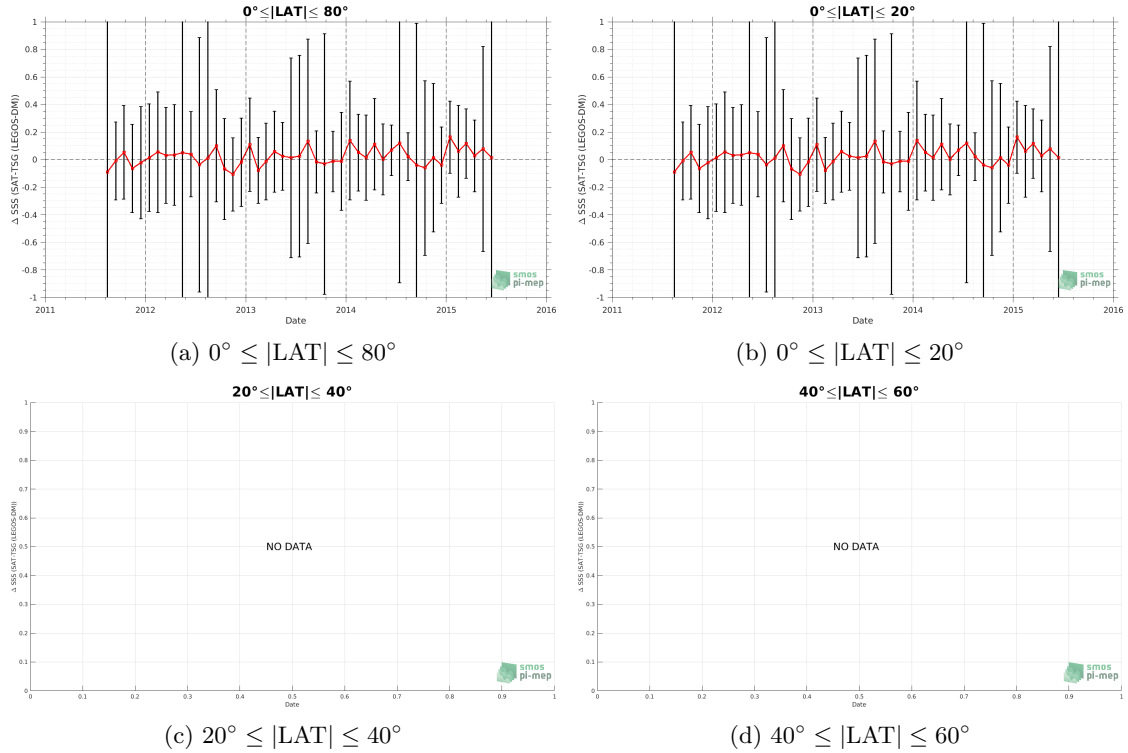 0°≤|LAT|≤ 80°
Δ SSS (SAT-TSG (LEGOS-DM))
1
0.8
0.6
0.4
0.2
0
-0.2
-0.4
-0.6
-0.8
-1
2011 2012 2013 2014 2015 2016
Date
smos
pi-mep
(a) 0° ≤ |LAT| ≤ 80°
0°≤|LAT|≤ 20°
Δ SSS (SAT-TSG (LEGOS-DM))
1
0.8
0.6
0.4
0.2
0
-0.2
-0.4
-0.6
-0.8
-1
2011 2012 2013 2014 2015 2016
Date
smos
pi-mep
(b) 0° ≤ |LAT| ≤ 20°
20°≤|LAT|≤ 40°
Δ SSS (SAT-TSG (LEGOS-DM))
1
0.9
0.8
0.7
0.6
0.5
0.4
0.3
0.2
0.1
0
NO DATA
0 0.1 0.2 0.3 0.4 0.5 0.6 0.7 0.8 0.9 1
Date
smos
pi-mep
(c) 20° ≤ |LAT| ≤ 40°
40°≤|LAT|≤ 60°
Δ SSS (SAT-TSG (LEGOS-DM))
1
0.9
0.8
0.7
0.6
0.5
0.4
0.3
0.2
0.1
0
NO DATA
0 0.1 0.2 0.3 0.4 0.5 0.6 0.7 0.8 0.9 1
Date
smos
pi-mep
(d) 40° ≤ |LAT| ≤ 60°